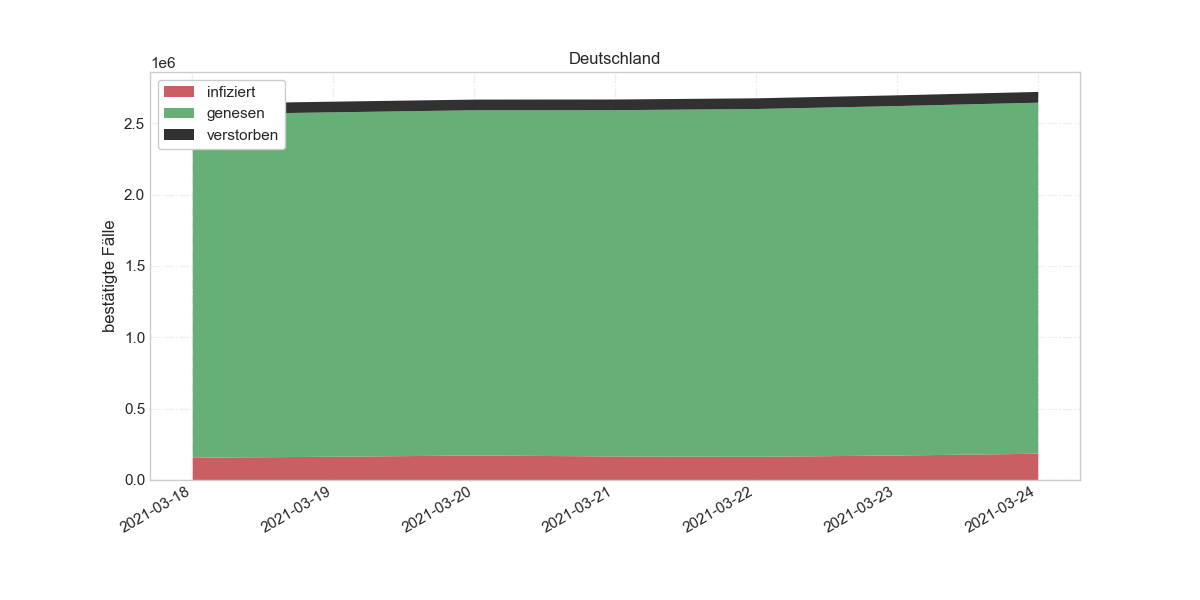 Deutschland
1e6
infiziert
genesen
verstorben
bestätigte Fälle
2.5
2.0
1.5
1.0
0.5
0.0
2021-03-18
2021-03-19
2021-03-20
2021-03-21
2021-03-22
2021-03-23
2021-03-24